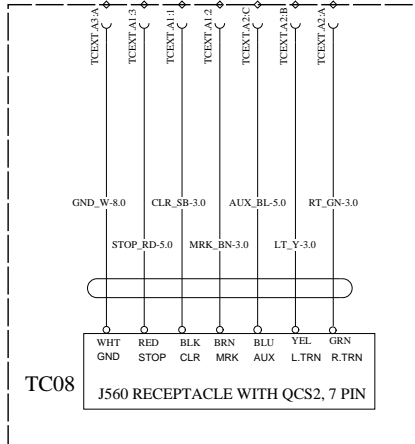 TCEXT.A3:A
TCEXT.A1:3
TCEXT.A1:1
TCEXT.A1:2
TCEXT.A2:C
TCEXT.A2:B
TCEXT.A2:A
GND_W-8.0
CLR_SB-3.0
AUX_BL-5.0
RT_GN-3.0
STOP_RD-5.0
MRK_BN-3.0
LT_Y-3.0
WHT RED BLK BRN BLU YEL GRN
GND STOP CLR MRK AUX L.TRN R.TRN
TC08
J560 RECEPTACLE WITH QCS2, 7 PIN